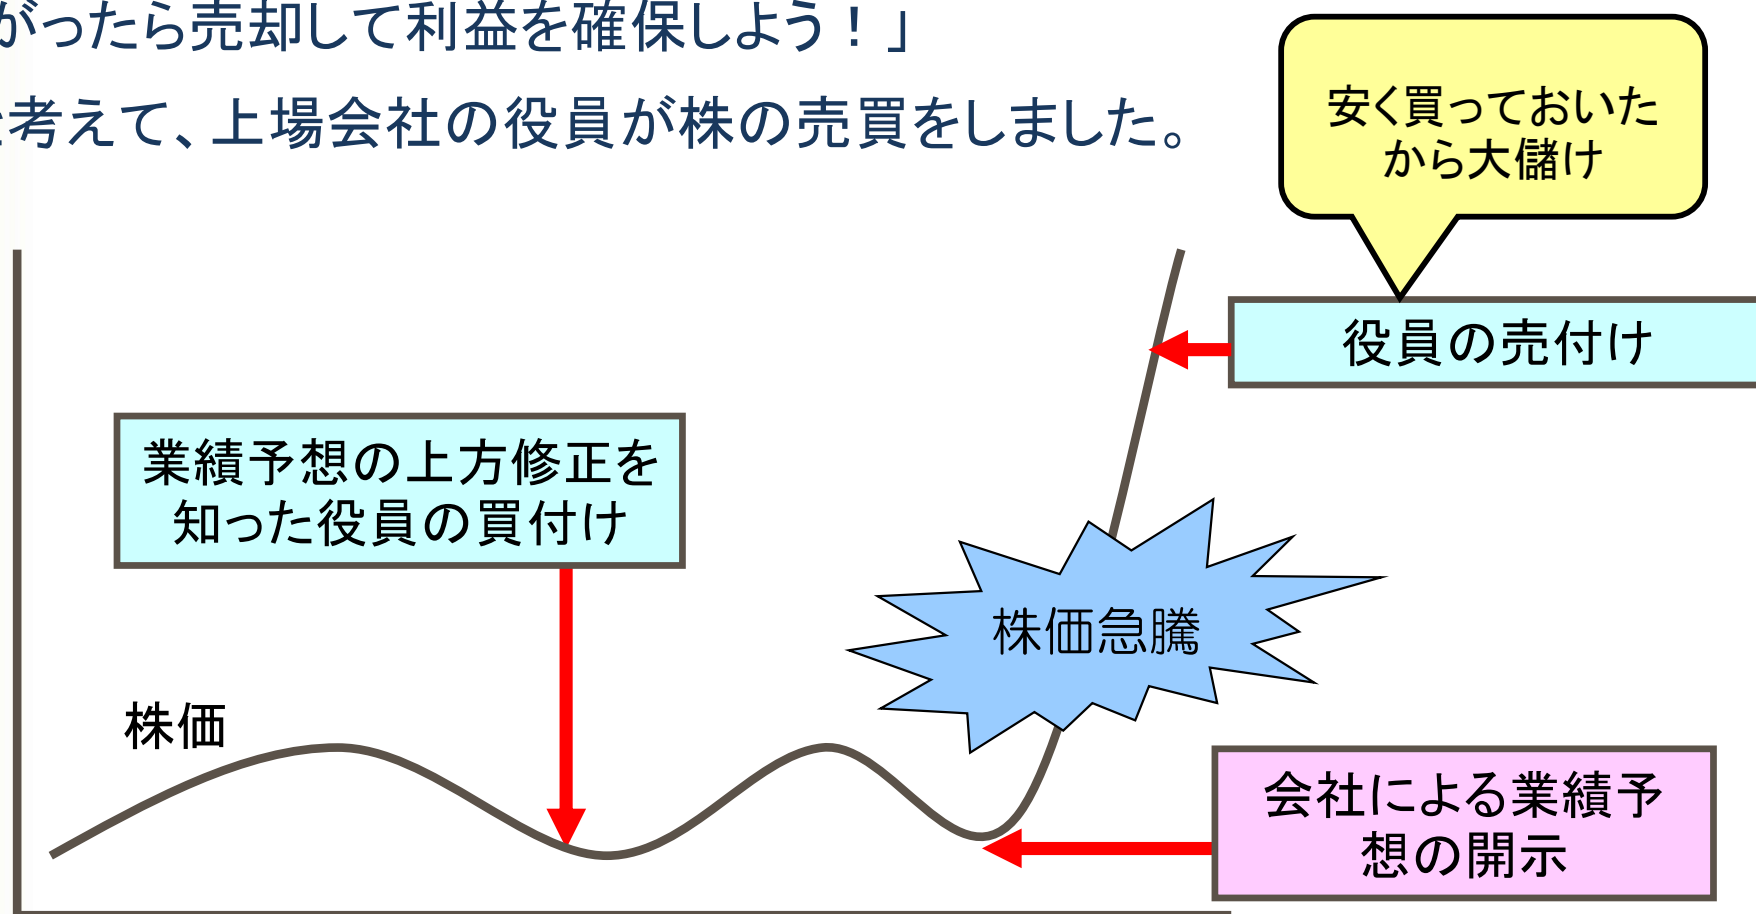 がったら売却して利益を確保しよう！」
考えて、上場会社の役員が株の売買をしました。
安く買っておいた
から大儲け
役員の売付け
業績予想の上方修正を
知った役員の買付け
株価急騰
株価
会社による業績予
想の開示